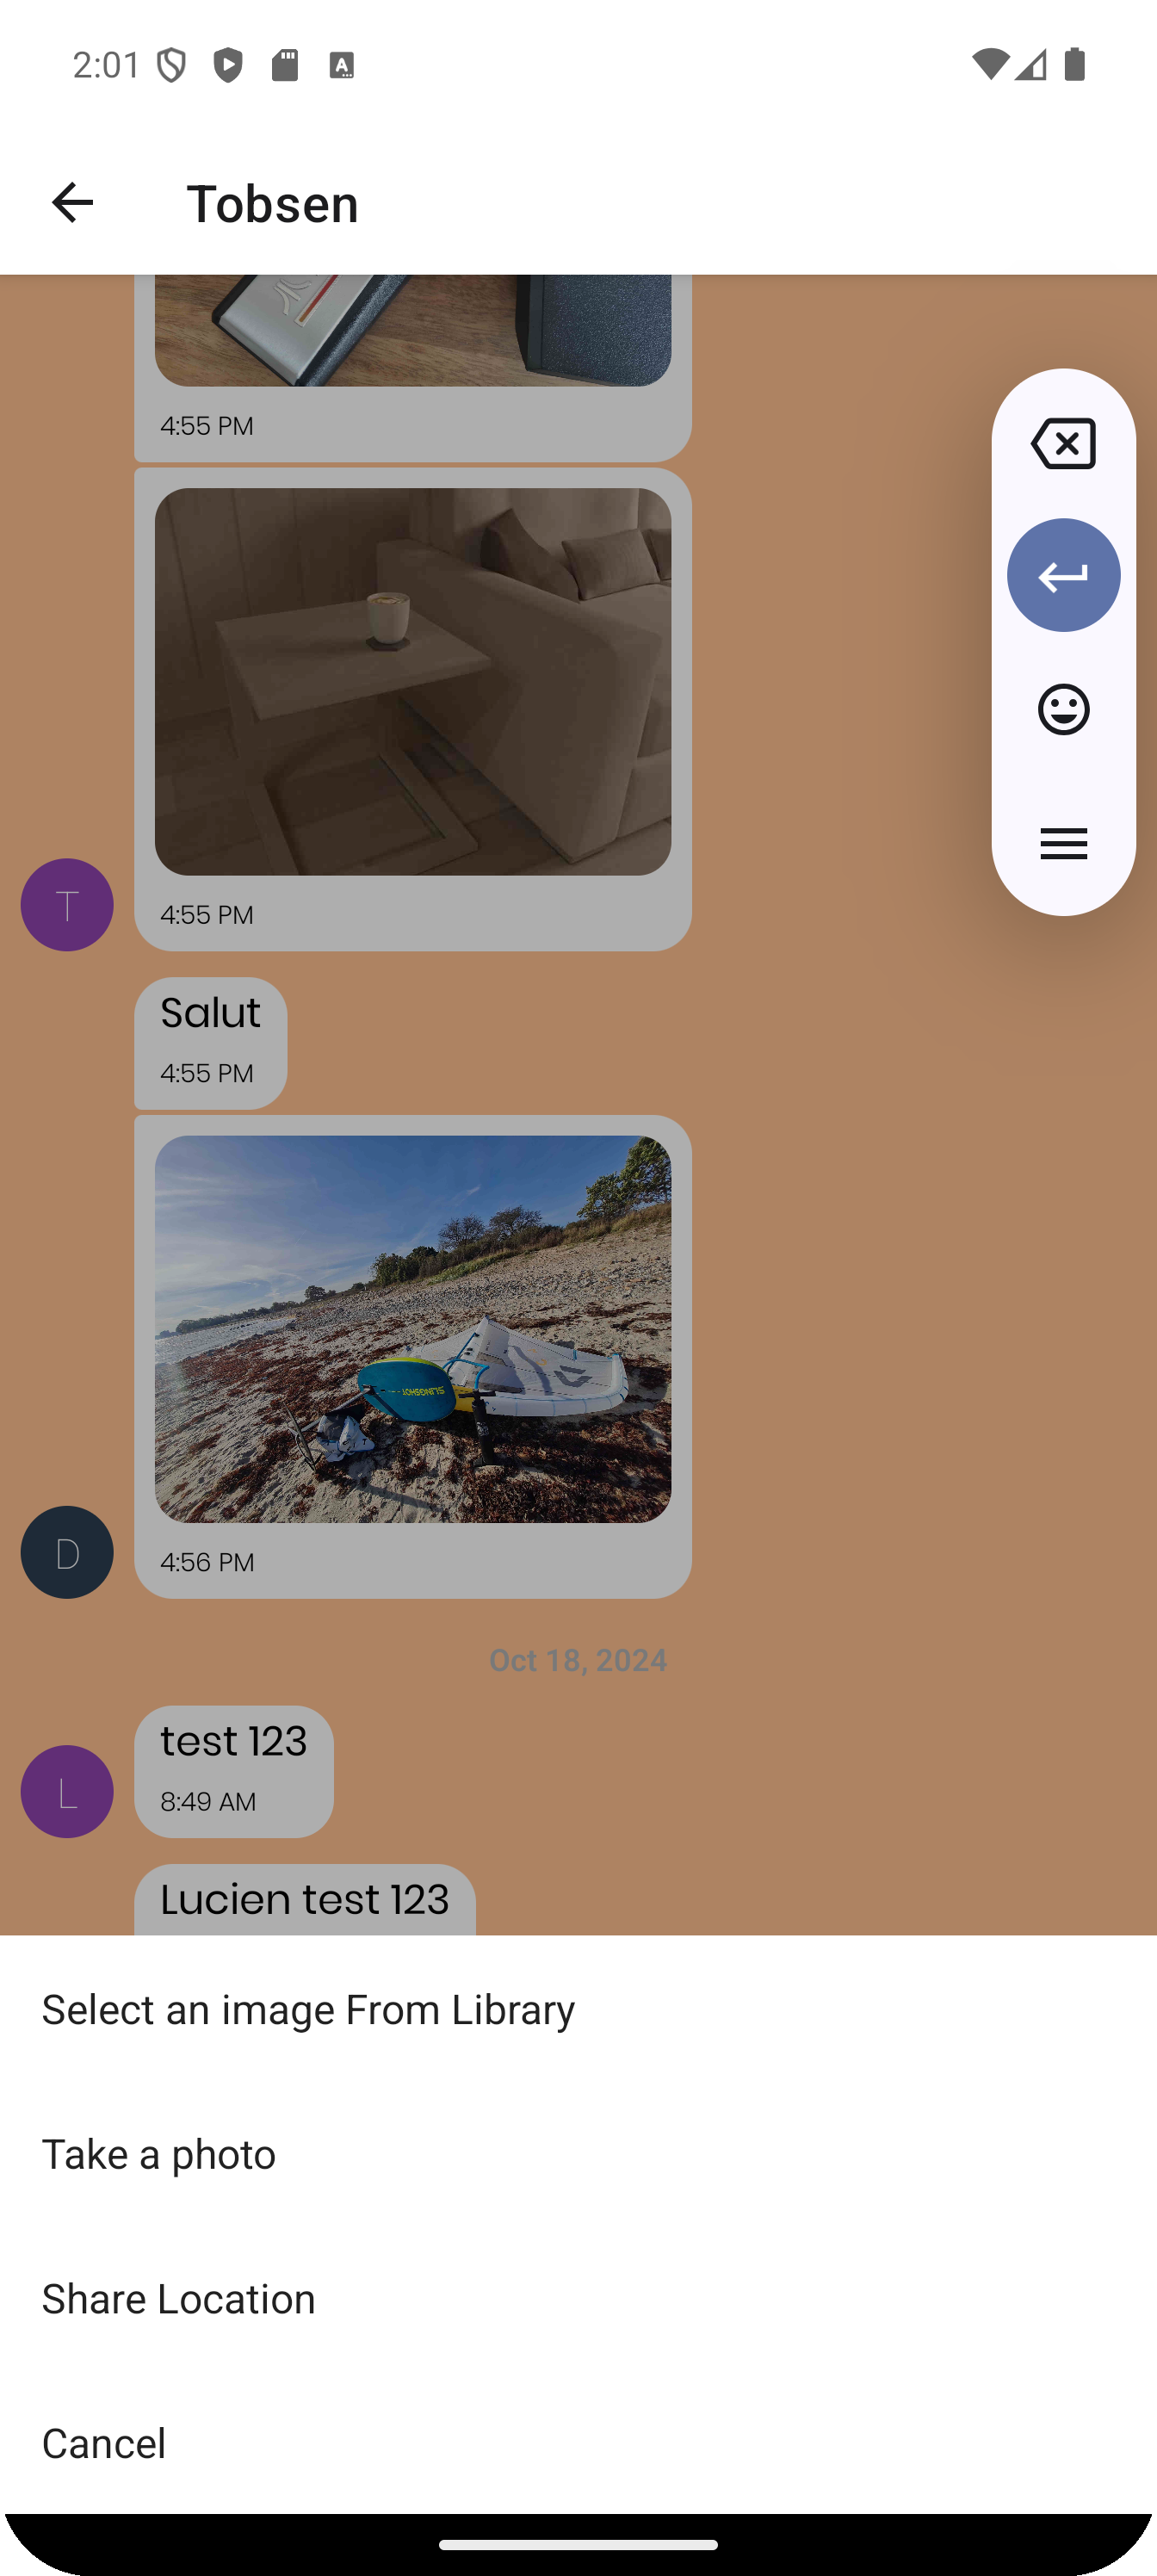 2:01
Tobsen
4:55 PM
4:55 PM
T
Salut
4:55 PM
SLINGSHOT
4:56 PM
D
Oct 18, 2024
test 123
8:49 AM
L
Lucien test 123
Select an image From Library
Take a photo
Share Location
Cancel